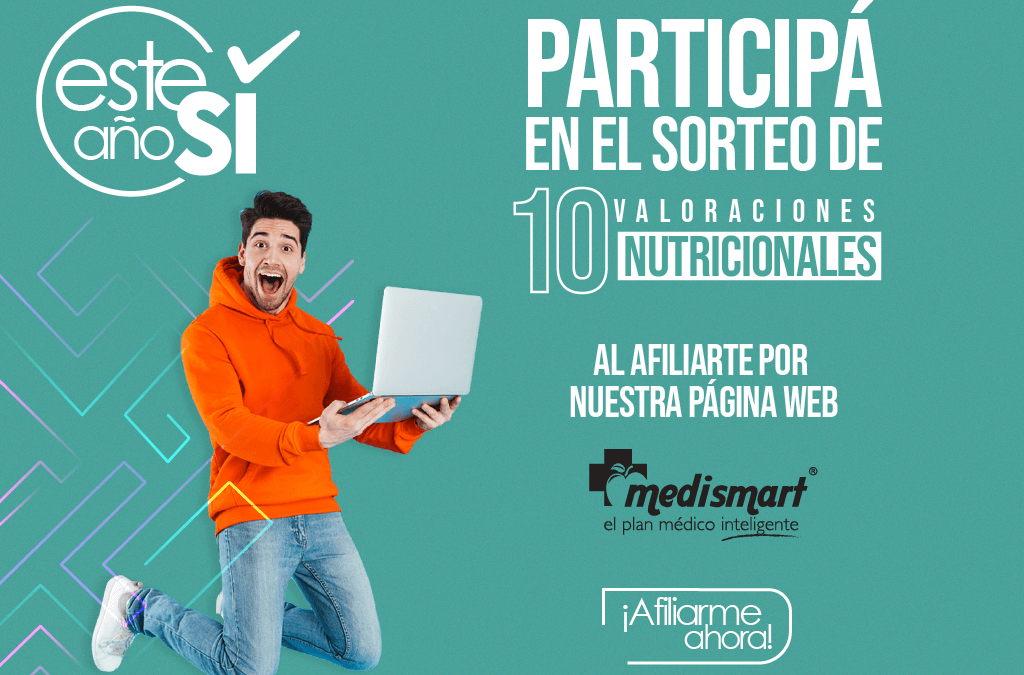 este
año SÍ
PARTICIPÁ
EN EL SORTEO DE
10 VALORACIONES
NUTRICIONALES
AL AFILIARTE POR
NUESTRA PÁGINA WEB
medismart®
el plan médico inteligente
¡Afiliarme
ahora!